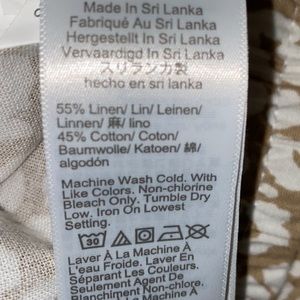 Made In Sri Lanka
Fabriqué Au Sri Lanka
Hergestellt In Sri Lanka
Vervaardigd In Sri Lanka
スリランカ製
hecho en sri lanka
55% Linen/ Lin/ Leinen/
Linnen/ 麻/ lino
45% Cotton/ Coton/
Baumwolle/ Katoen/ 綿/
algodón
Machine Wash Cold. With
Like Colors. Non-chlorine
Bleach Only. Tumble Dry
Low. Iron On Lowest
Setting.
30
Laver À La Machine À
L'eau Froide. Laver En
Séparant Les Couleurs.
Seulement Agent De
Blanchiment Non-